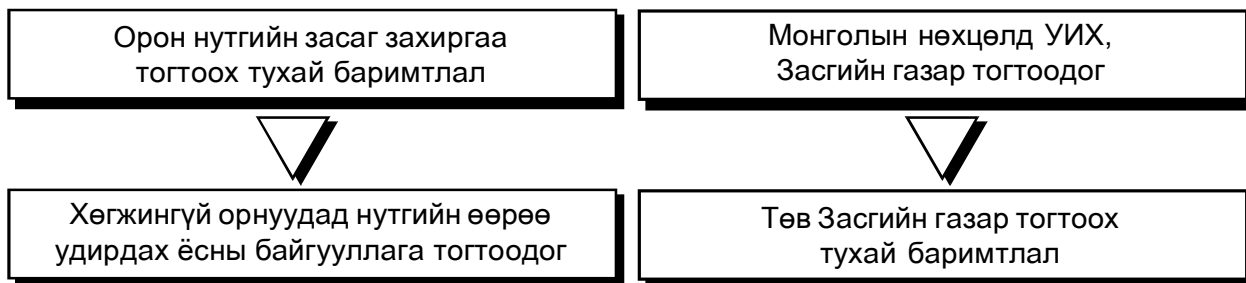 Орон нутгийн засаг захиргаа
тогтоох тухай баримтлал
Монголын нөхцөлд УИХ,
Засгийн газар тогтоодог
Хөгжингүй орнуудад нутгийн өөрөө
удирдах ёсны байгууллага тогтоодог
Төв Засгийн газар тогтоох
тухай баримтлал